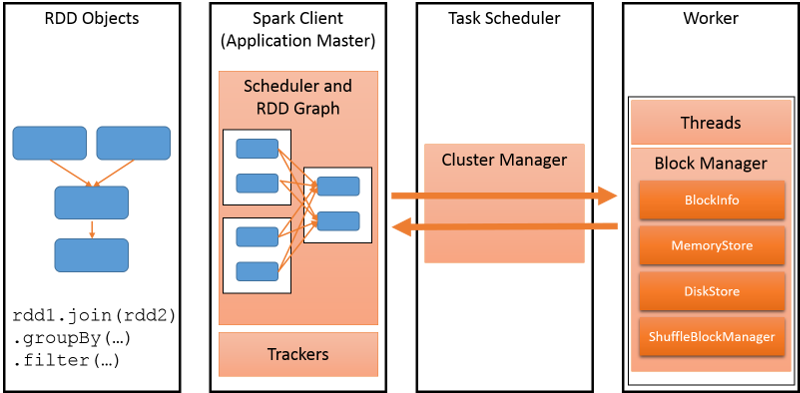 RDD Objects
rdd1.join(rdd2)
.groupBy(…)
.filter(…)
Spark Client
(Application Master)
Scheduler and
RDD Graph
Trackers
Task Scheduler
Cluster Manager
Worker
Threads
Block Manager
BlockInfo
MemoryStore
DiskStore
ShuffleBlockManager